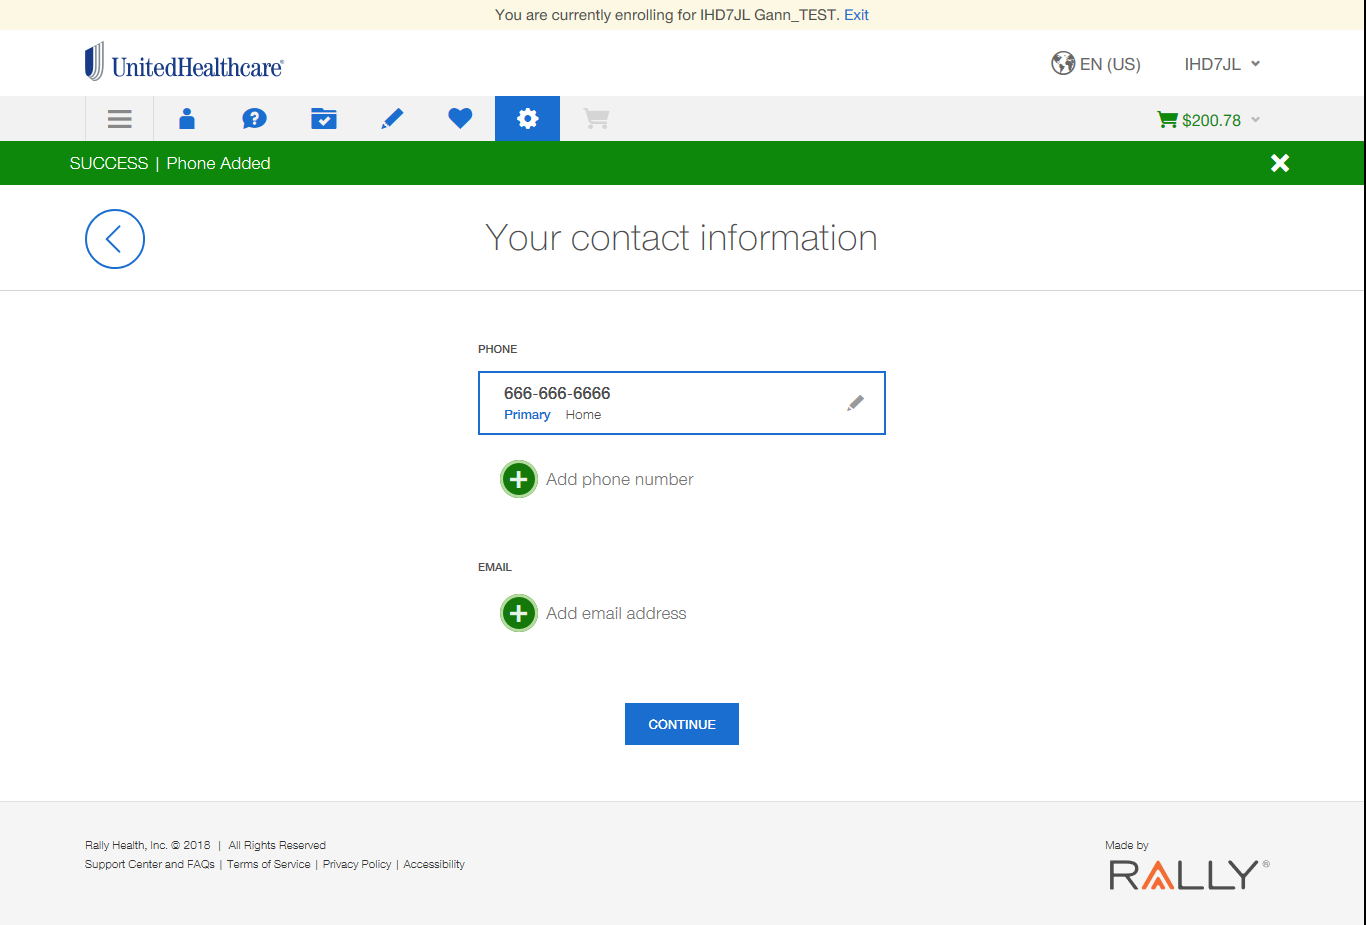 You are currently enrolling for IHD7JL Gann_TEST. Exit
UnitedHealthcare®
EN (US)
IHD7JL
$200.78
SUCCESS | Phone Added
Your contact information
PHONE
666-666-6666
Primary Home
Add phone number
EMAIL
Add email address
CONTINUE
Rally Health, Inc. © 2018 | All Rights Reserved
Support Center and FAQs | Terms of Service | Privacy Policy | Accessibility
Made by
RALLY®